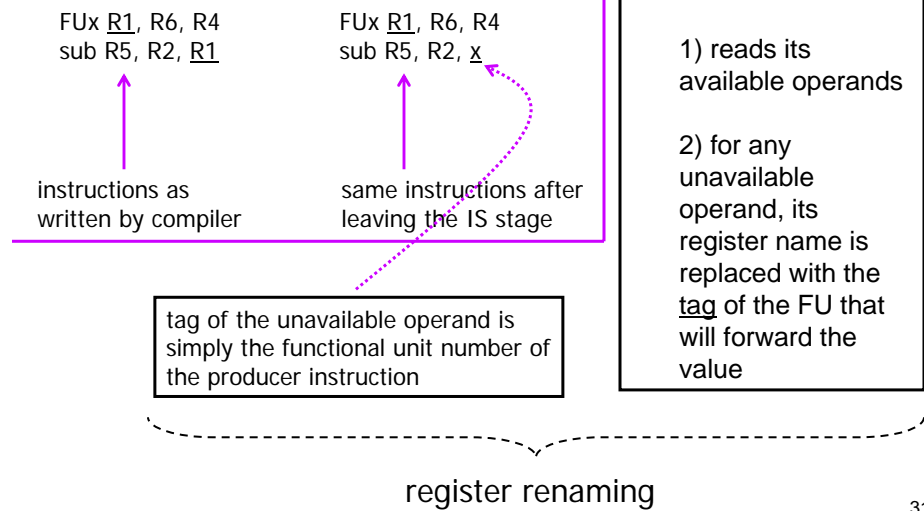 FUx R1, R6, R4
sub R5, R2, R1
FUx R1, R6, R4
sub R5, R2, x
instructions as
written by compiler
same instructions after
leaving the IS stage
tag of the unavailable operand is
simply the functional unit number of
the producer instruction
1) reads its
available operands
2) for any
unavailable
operand, its
register name is
replaced with the
tag of the FU that
will forward the
value
register renaming